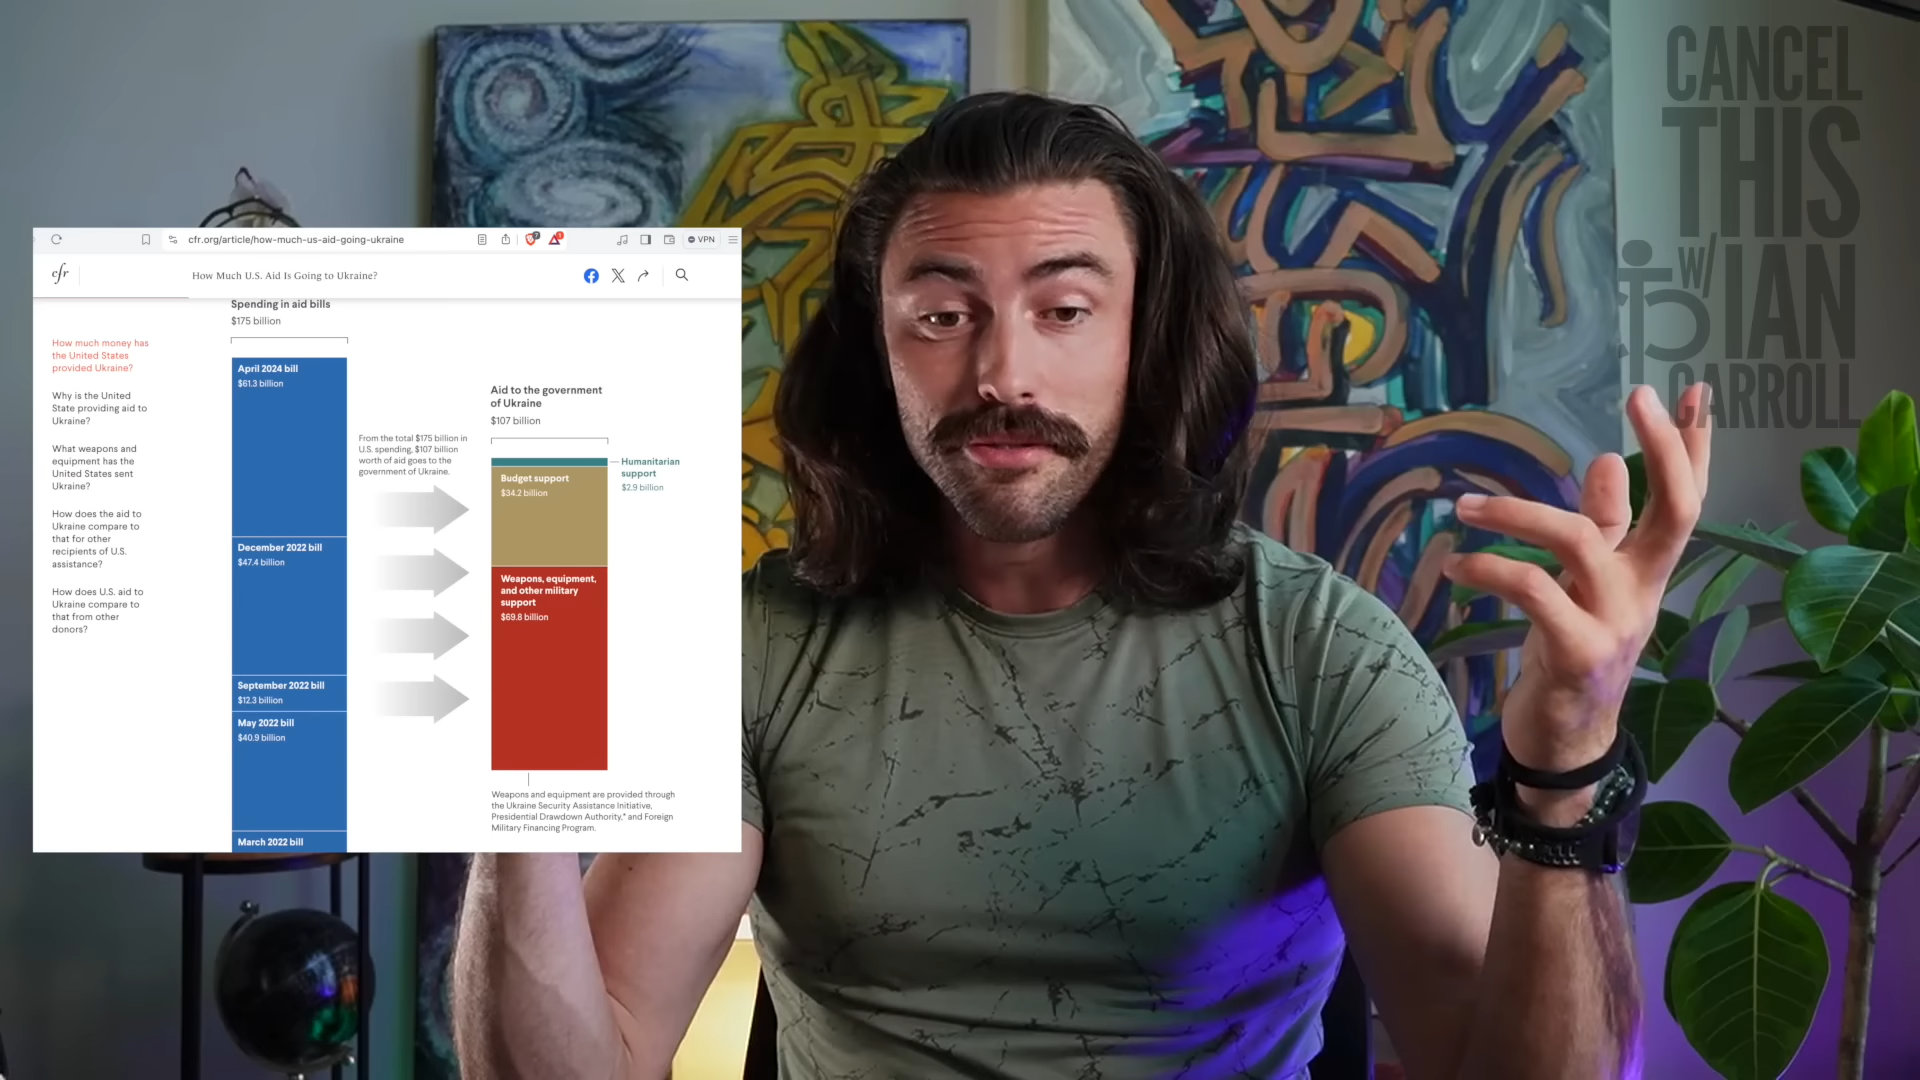 CANCEL
THIS
W/IAN
CARROLL
cfr.org/article/how-much-us-aid-going-ukraine
7
1
VPN
cfr
How Much U.S. Aid Is Going to Ukraine?
How much money has
the United States
provided Ukraine?
Why is the United
State providing aid to
Ukraine?
What weapons and
equipment has the
United States sent
Ukraine?
How does the aid to
Ukraine compare to
that for other
recipients of U.S.
assistance?
How does U.S. aid to
Ukraine compare to
that from other
donors?
Spending in aid bills
$175 billion
April 2024 bill
$61.3 billion
December 2022 bill
$47.4 billion
September 2022 bill
$12.3 billion
May 2022 bill
$40.9 billion
March 2022 bill
From the total $175 billion in
U.S. spending, $107 billion
worth of aid goes to the
government of Ukraine.
Aid to the government
of Ukraine
$107 billion
Humanitarian
support
$2.9 billion
Budget support
$34.2 billion
Weapons, equipment,
and other military
support
$69.8 billion
Weapons and equipment are provided through
the Ukraine Security Assistance Initiative,
Presidential Drawdown Authority,* and Foreign
Military Financing Program.